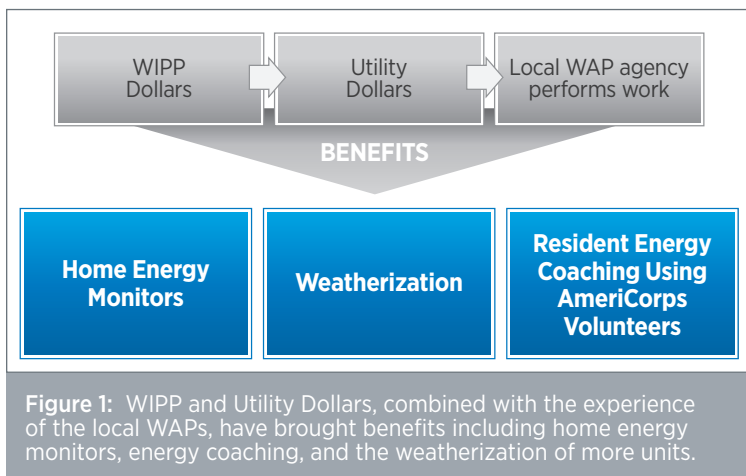 WIPP
Dollars
Utility
Dollars
Local WAP agency
performs work
BENEFITS
Home Energy
Monitors
Weatherization
Resident Energy
Coaching Using
AmeriCorps
Volunteers
Figure 1: WIPP and Utility Dollars, combined with the experience
of the local WAPs, have brought benefits including home energy
monitors, energy coaching, and the weatherization of more units.